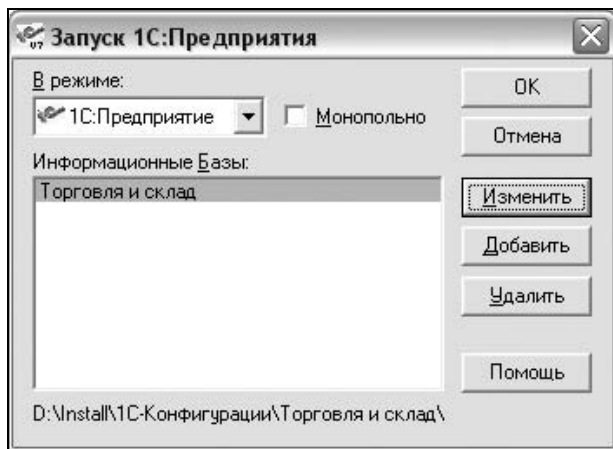 Запуск 1С:Предприятия
В режиме:
1С:Предприятие
Монопольно
OK
Отмена
Информационные Базы:
Торговля и склад
Изменить
Добавить
Удалить
Помощь
D:\Install\1С-Конфигурации\Торговля и склад\